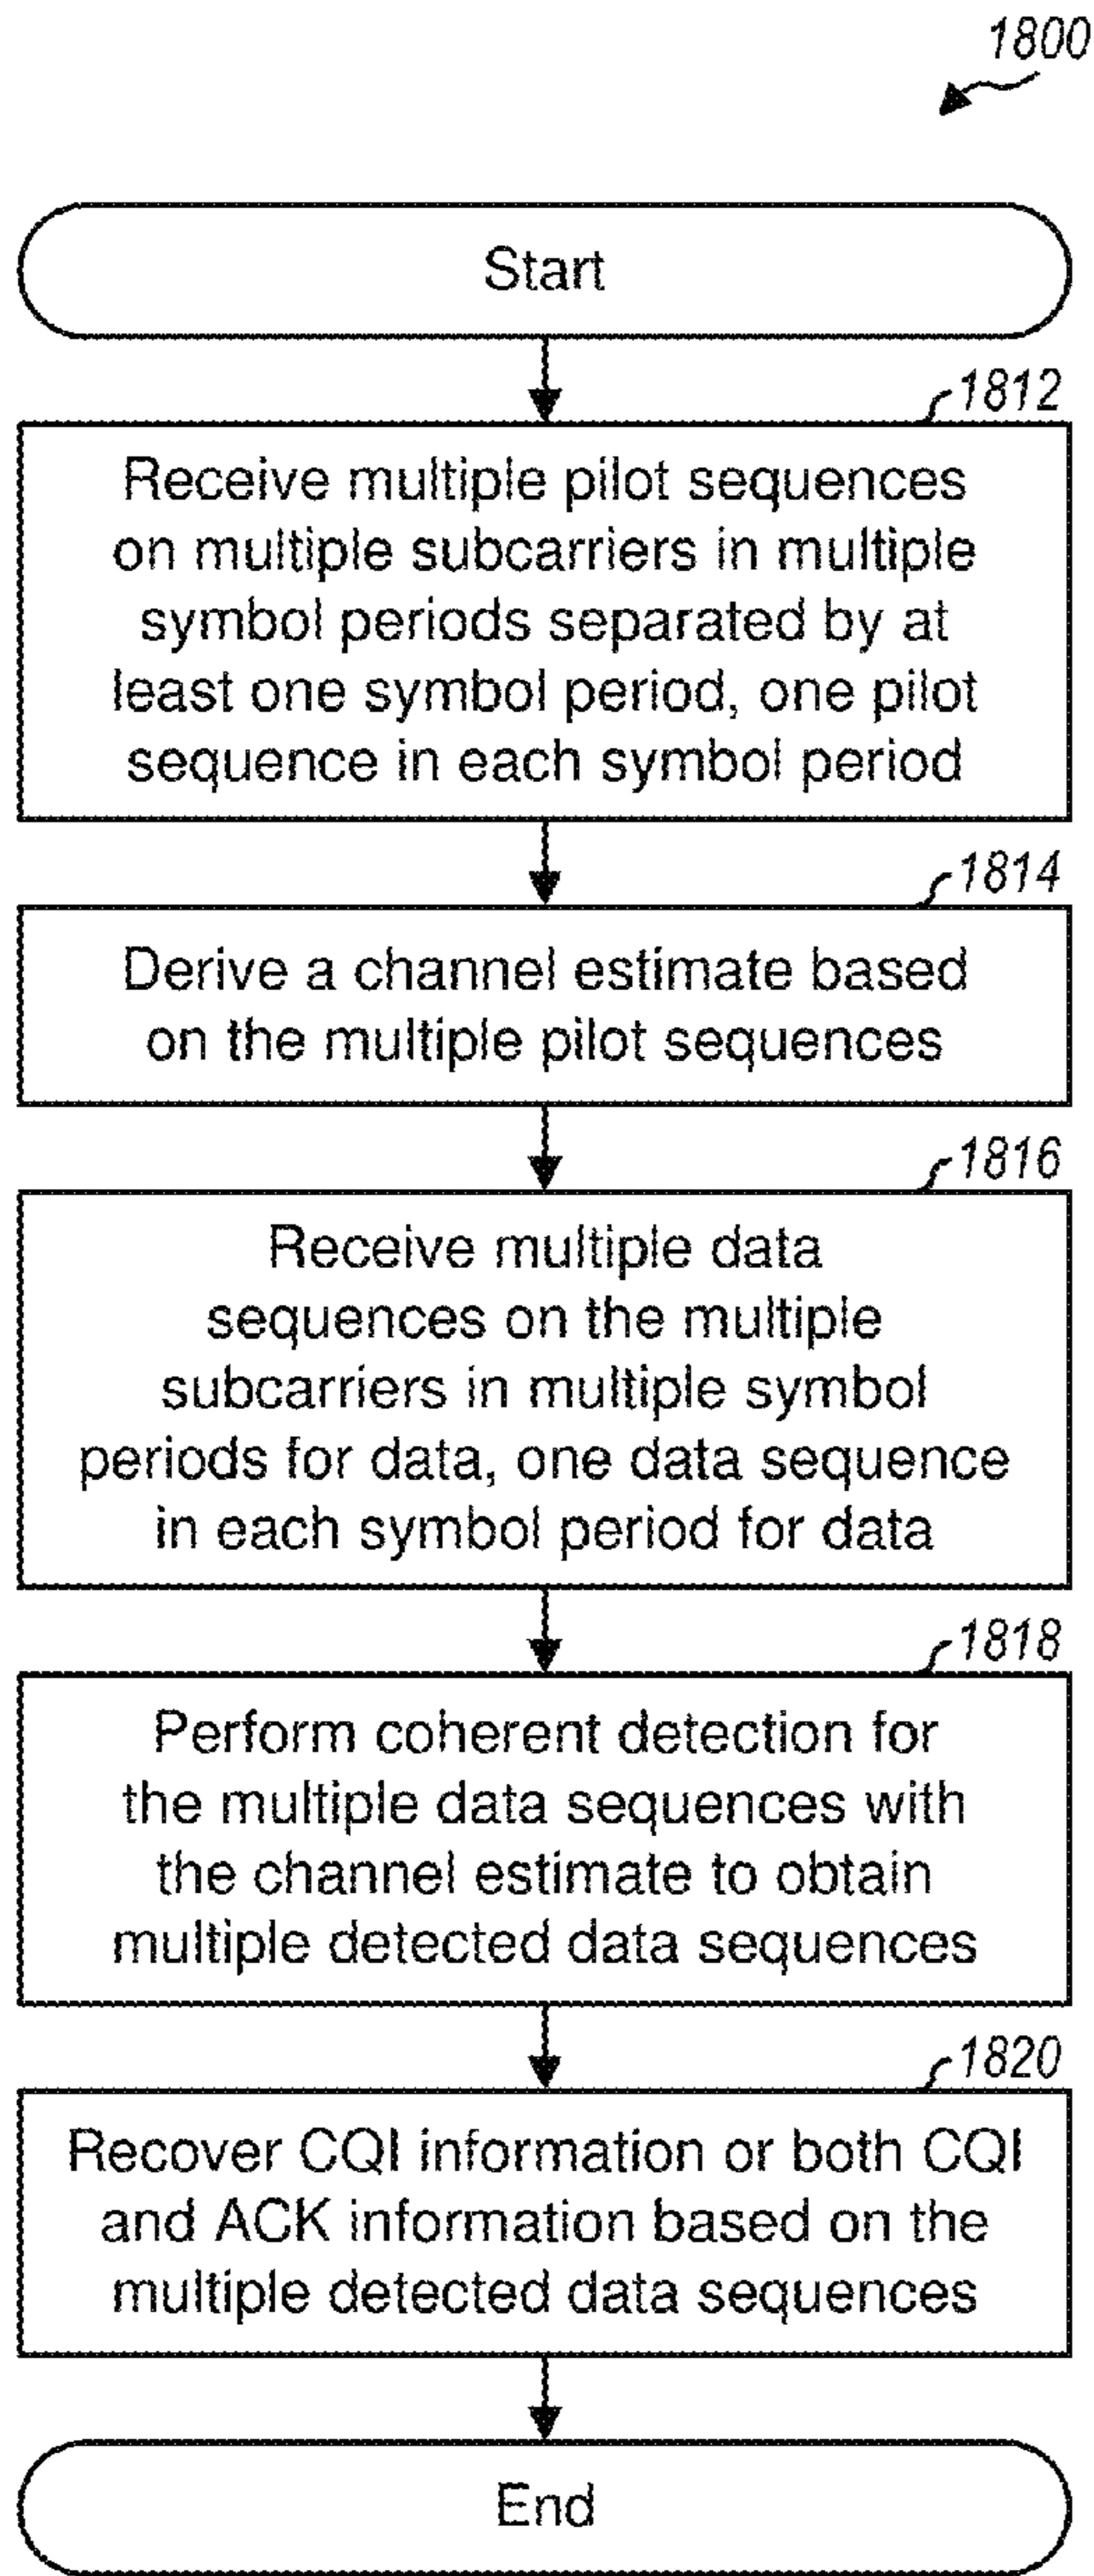 1800
Start
1812
Receive multiple pilot sequences
on multiple subcarriers in multiple
symbol periods separated by at
least one symbol period, one pilot
sequence in each symbol period
1814
Derive a channel estimate based
on the multiple pilot sequences
1816
Receive multiple data
sequences on the multiple
subcarriers in multiple symbol
periods for data, one data sequence
in each symbol period for data
1818
Perform coherent detection for
the multiple data sequences with
the channel estimate to obtain
multiple detected data sequences
1820
Recover CQI information or both CQI
and ACK information based on the
multiple detected data sequences
End